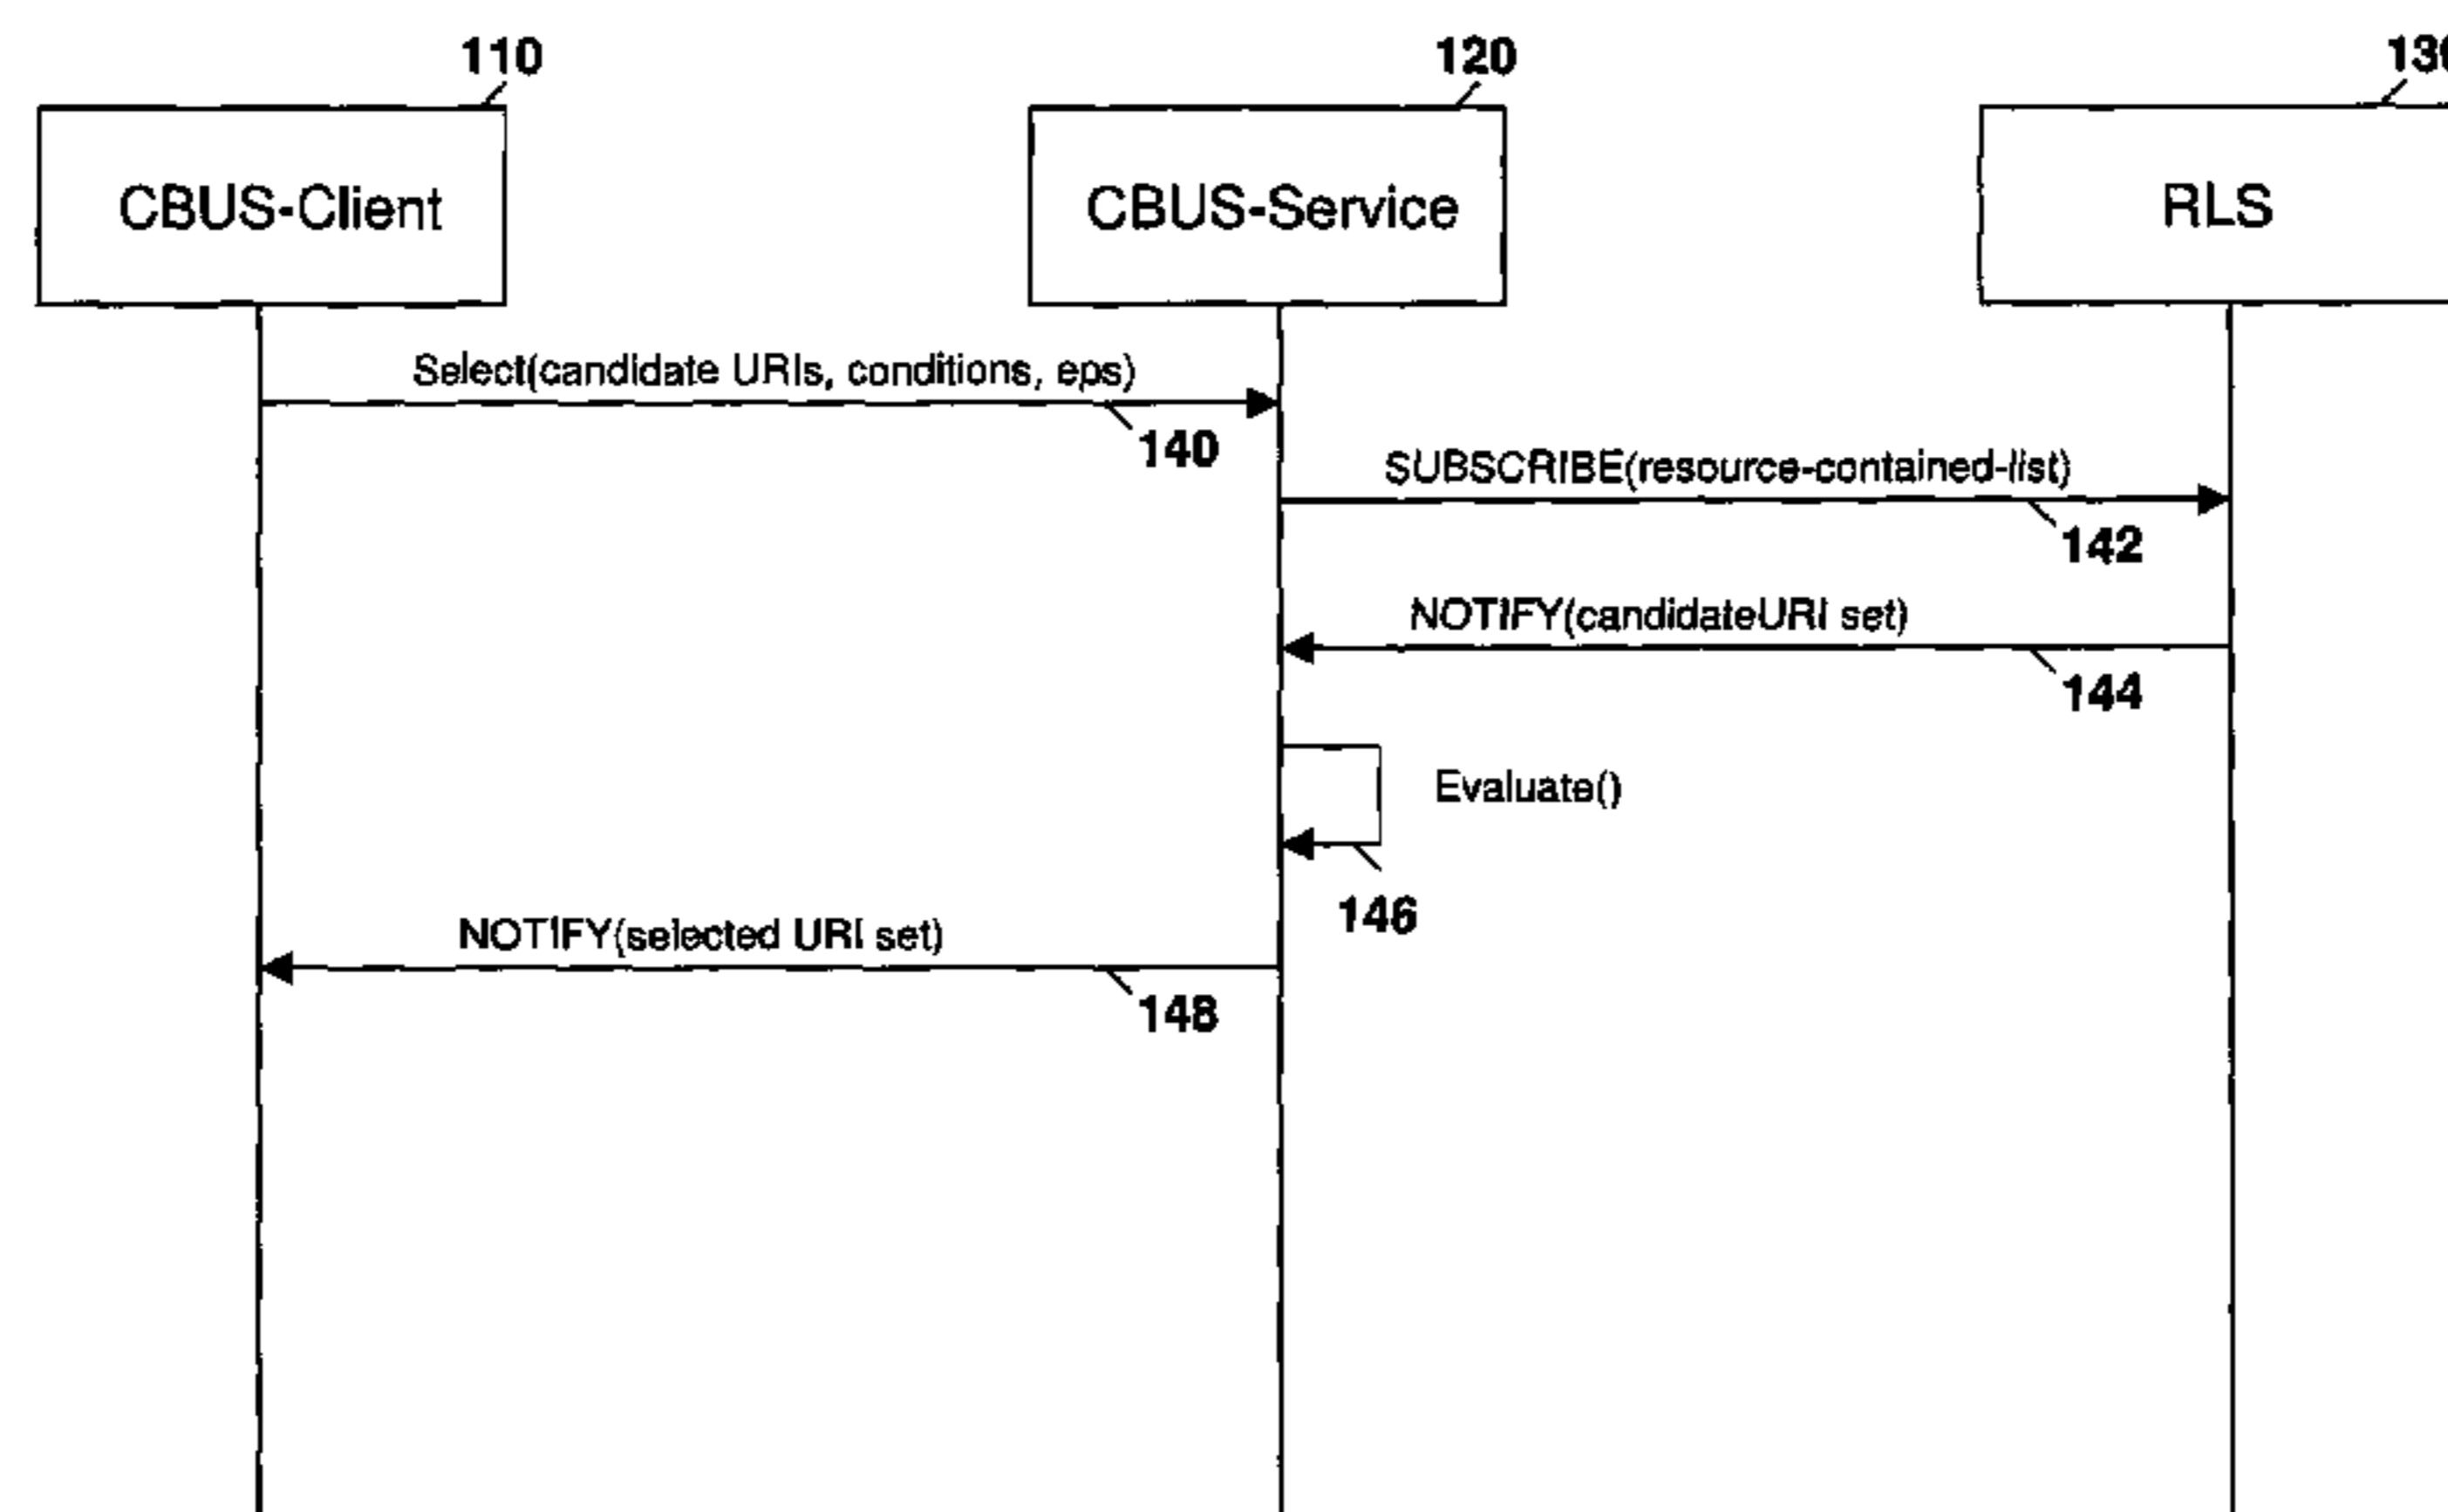 110
120
CBUS-Client
CBUS-Service
RLS
Select(candidate URIs, conditions, eps)
140
SUBSCRIBE(resource-contained-list)
142
NOTIFY(candidateURI set)
144
Evaluate()
146
NOTIFY(selected URI set)
148